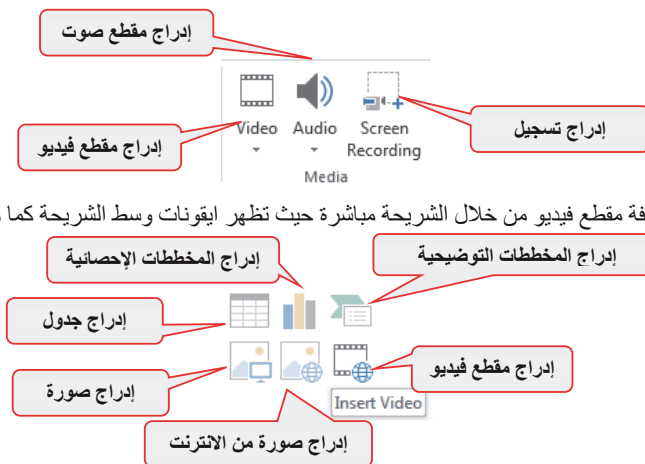 إدراج مقطع صوت
Video Audio Screen Recording
إدراج تسجيل
إدراج مقطع فيديو
Media
فة مقطع فيديو من خلال الشريحة مباشرة حيث تظهر ايقونات وسط الشريحة كما
إدراج المخططات التوضيحية
إدراج المخططات الإحصائية
إدراج جدول
إدراج مقطع فيديو
إدراج صورة
Insert Video
إدراج صورة من الانترنت